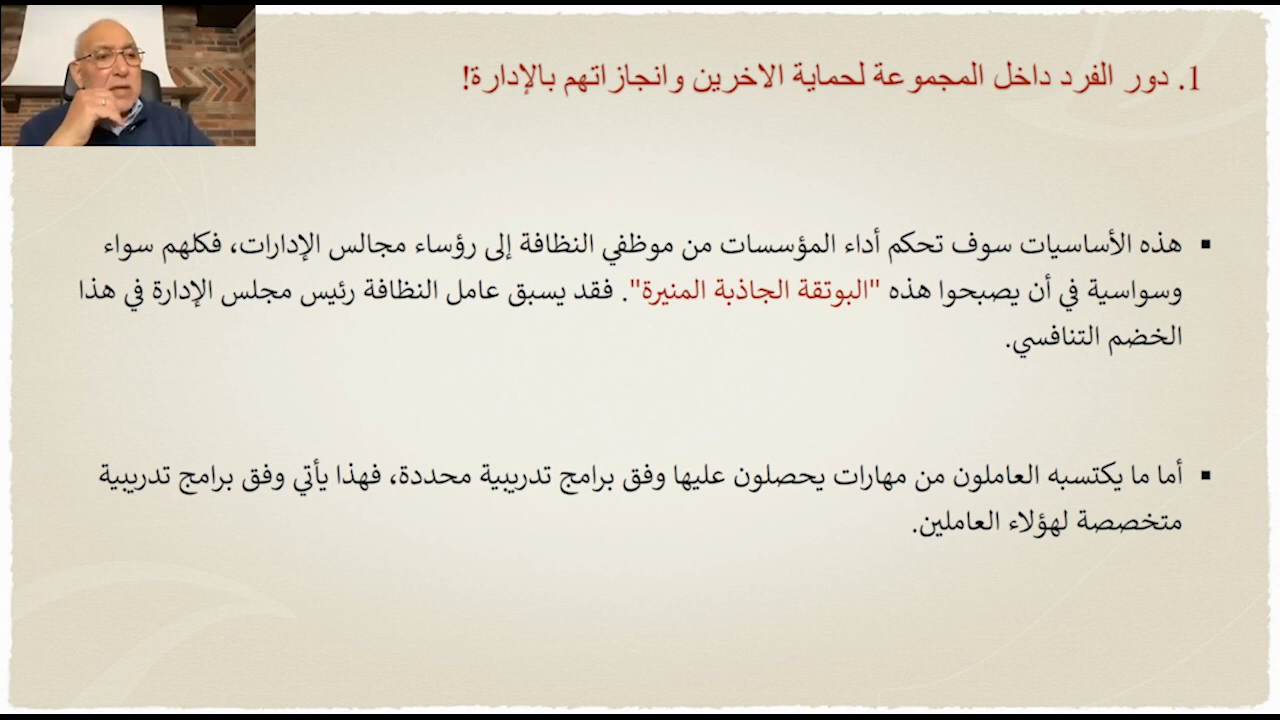 1. دور الفرد داخل المجموعة لحماية الاخرين وانجازاتهم بالإدارة!
▪ هذه الأساسيات سوف تحكم أداء المؤسسات من موظفي النظافة إلى رؤساء مجالس الإدارات، فكلهم سواء
وسواسية في أن يصبحوا هذه "البوتقة الجاذبة المنيرة". فقد يسبق عامل النظافة رئيس مجلس الإدارة في هذا
الخضم التنافسي.
▪ أما ما يكتسبه العاملون من مهارات يحصلون عليها وفق برامج تدريبية محددة، فهذا يأتي وفق برامج تدريبية
متخصصة لهؤلاء العاملين.